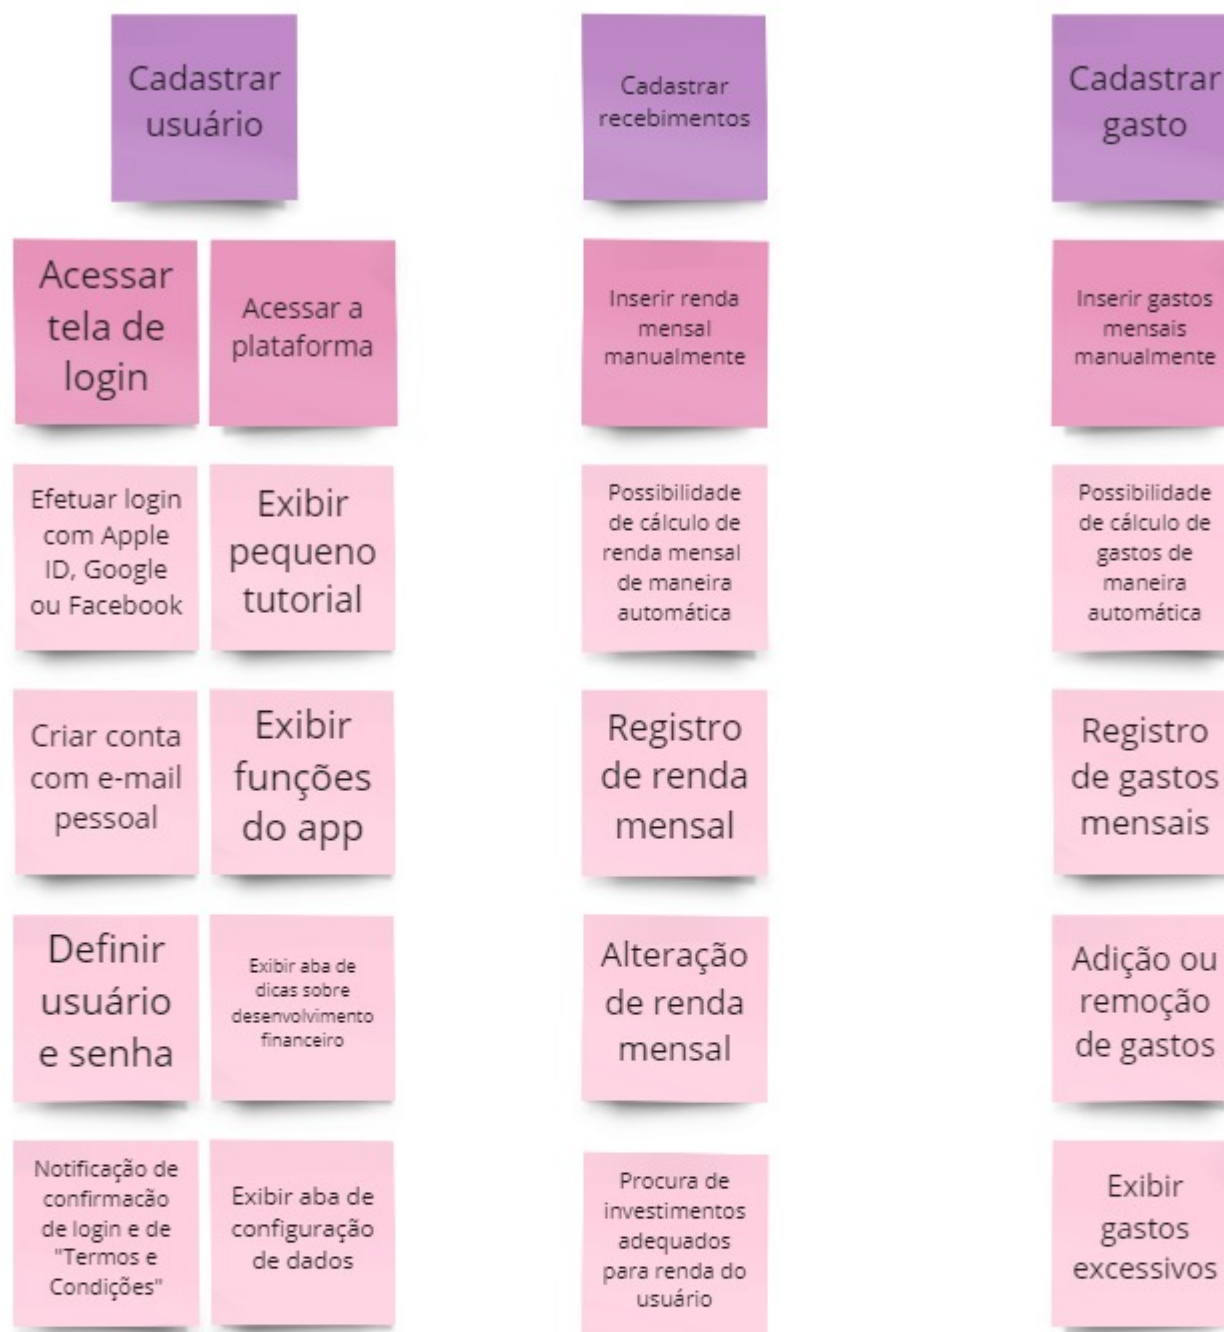 Cadastrar
usuário
Cadastrar
recebimentos
Cadastrar
gasto
Acessar
tela de
login
Acessar a
plataforma
Inserir renda
mensal
manualmente
Inserir gastos
mensais
manualmente
Efetuar login
com Apple
ID, Google
ou Facebook
Exibir
pequeno
tutorial
Possibilidade
de cálculo de
renda mensal
de maneira
automática
Possibilidade
de cálculo de
gastos de
maneira
automática
Criar conta
com e-mail
pessoal
Exibir
funções
do app
Registro
de renda
mensal
Registro
de gastos
mensais
Definir
usuário
e senha
Exibir aba de
dicas sobre
desenvolvimento
financeiro
Alteração
de renda
mensal
Adição ou
remoção
de gastos
Notificação de
confirmacão
de login e de
"Termos e
Condições"
Exibir aba de
configuração
de dados
Procura de
investimentos
adequados
para renda do
usuário
Exibir
gastos
excessivos